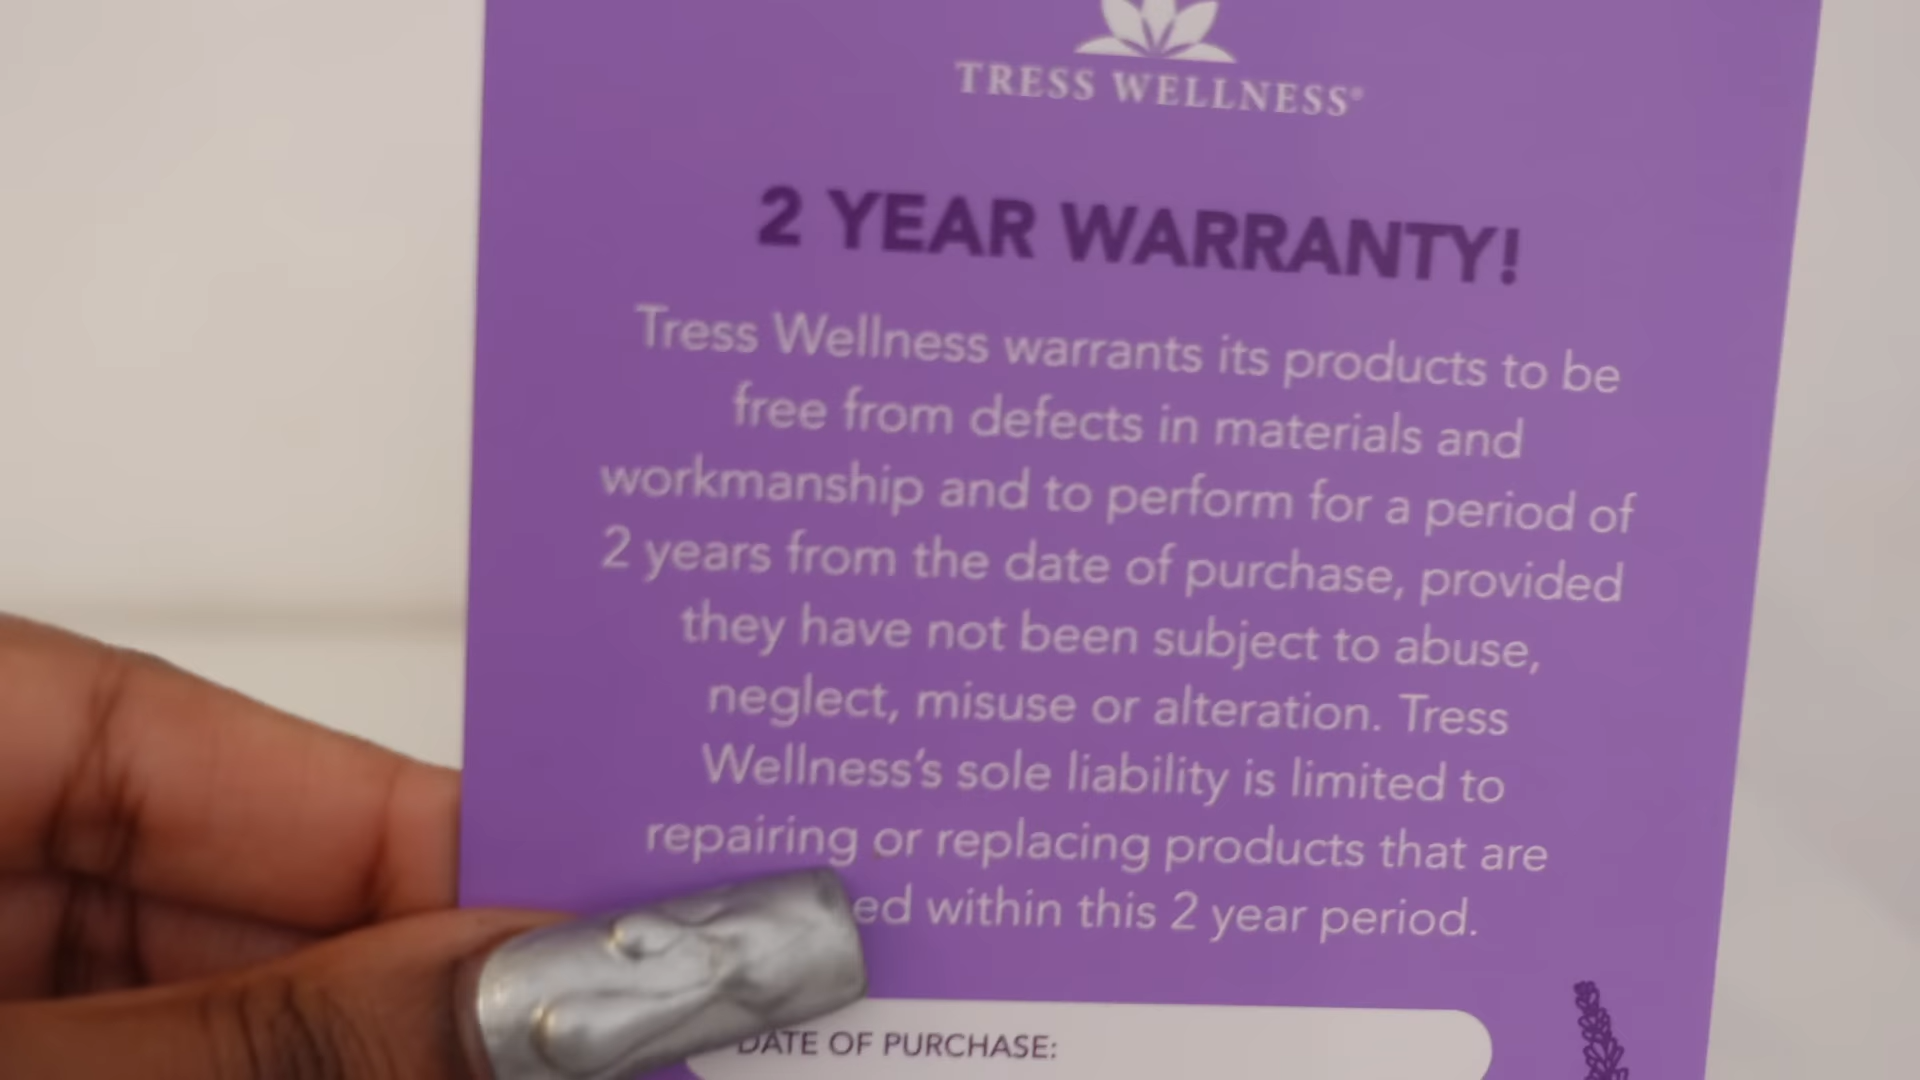 TRESS WELLNESS®
2 YEAR WARRANTY!
Tress Wellness warrants its products to be
free from defects in materials and
workmanship and to perform for a period of
2 years from the date of purchase, provided
they have not been subject to abuse,
neglect, misuse or alteration. Tress
Wellness's sole liability is limited to
repairing or replacing products that are
within this 2 year period.
DATE OF PURCHASE: